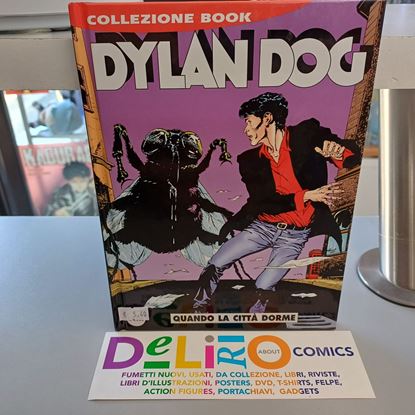 COLLEZIONE BOOK
DYLAN DOG
KAGURA
QUANDO LA CITTÀ DORME
DeLiRiO ABOUT COMICS
FUMETTI NUOVI, USATI, DA COLLEZIONE, LIBRI, RIVISTE,
LIBRI D'ILLUSTRAZIONI, POSTERS, DVD, T-SHIRTS, FELPE,
ACTION FIGURES, PORTACHIAVI, GADGETS